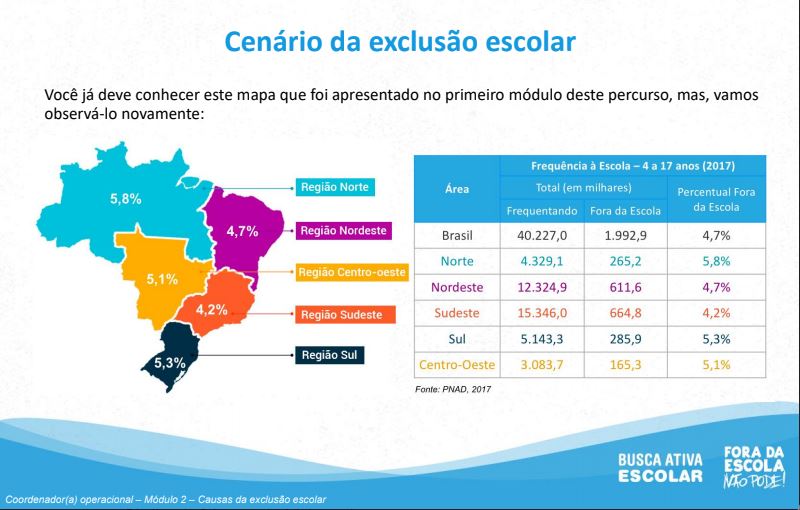 Cenário da exclusão escolar
Você já deve conhecer este mapa que foi apresentado no primeiro módulo deste percurso, mas, vamos
observá-lo novamente:
5,8%
4,7%
5,1%
4,2%
5,3%
Região Norte
Região Nordeste
Região Centro-oeste
Região Sudeste
Região Sul
Área
Frequência à Escola – 4 a 17 anos (2017)
Total (em milhares)
Percentual Fora
da Escola
Frequentando Fora da Escola
Brasil 40.227,0 1.992,9 4,7%
Norte 4.329,1 265,2 5,8%
Nordeste 12.324,9 611,6 4,7%
Sudeste 15.346,0 664,8 4,2%
Sul 5.143,3 285,9 5,3%
Centro-Oeste 3.083,7 165,3 5,1%
Fonte: PNAD, 2017
BUSCA ATIVA
ESCOLAR
FORA DA
ESCOLA
NÃO PODE!
Coordenador(a) operacional – Módulo 2 – Causas da exclusão escolar